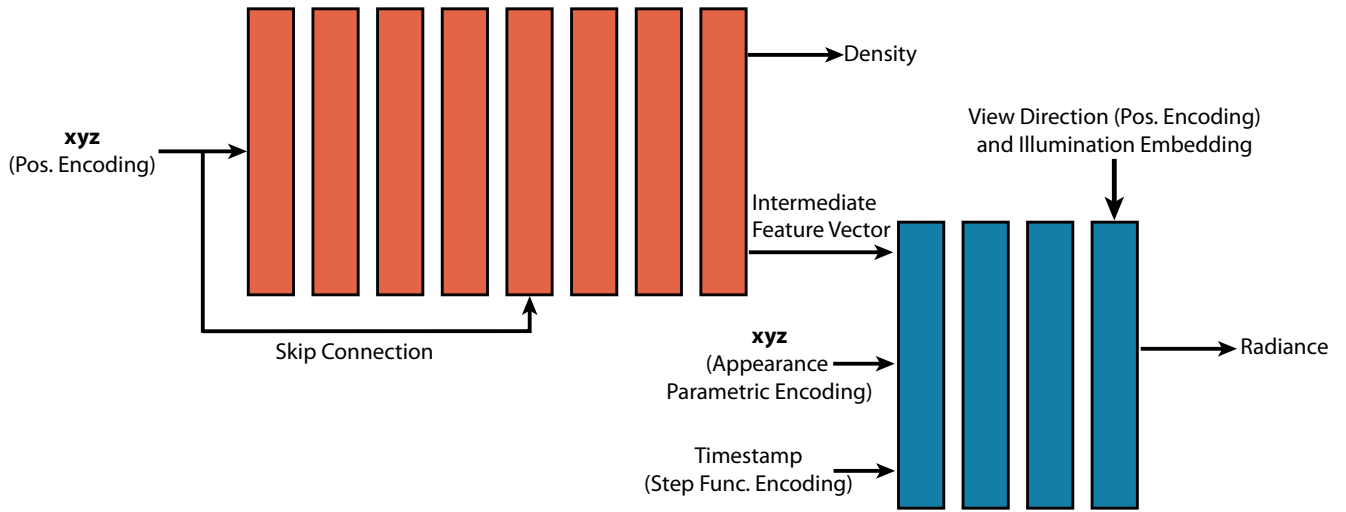 Density
xyz
(Pos. Encoding)
Skip Connection
View Direction (Pos. Encoding)
and Illumination Embedding
Intermediate
Feature Vector
xyz
(Appearance
Parametric Encoding)
Timestamp
(Step Func. Encoding)
Radiance